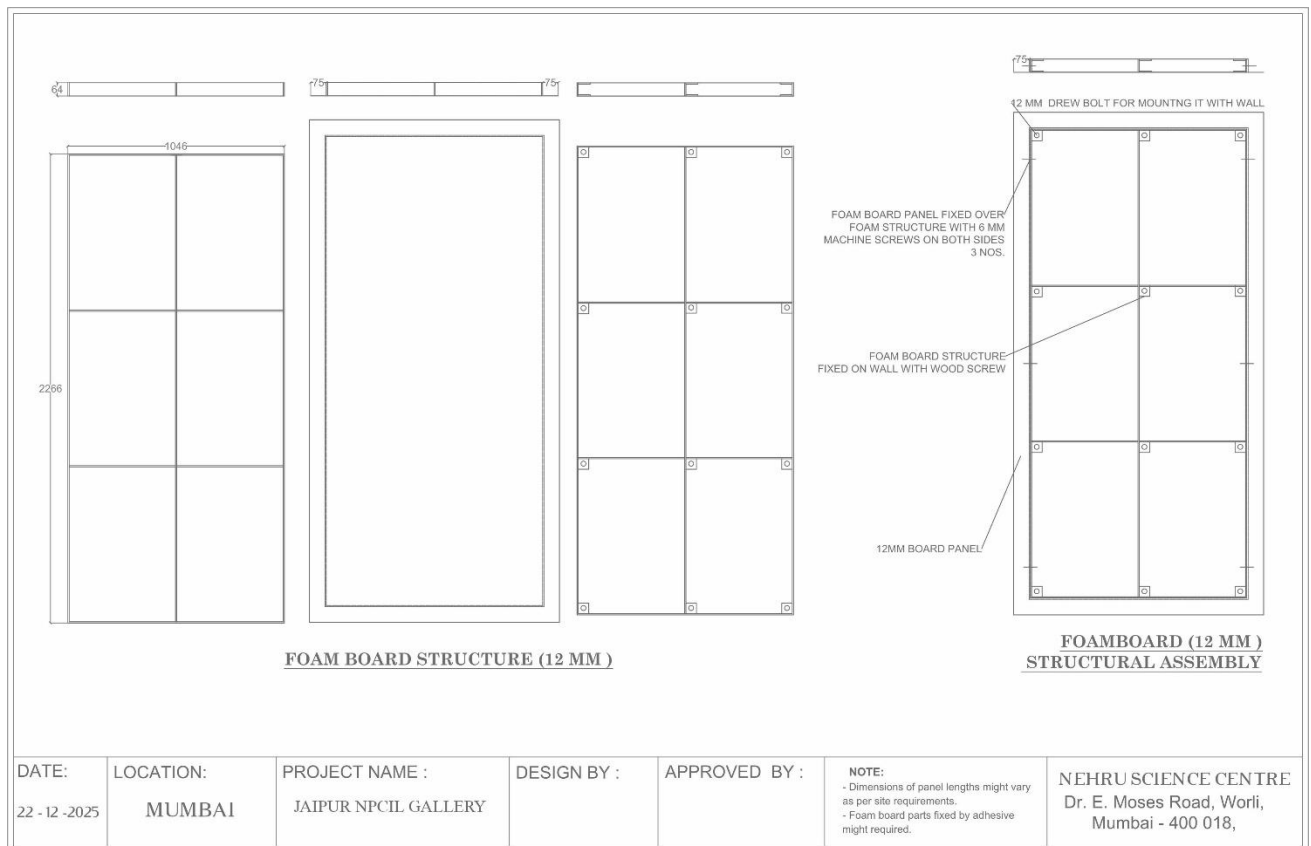 64
75
75
75
12 MM DREW BOLT FOR MOUNTNG IT WITH WALL
1046
2266
FOAM BOARD PANEL FIXED OVER
FOAM STRUCTURE WITH 6 MM
MACHINE SCREWS ON BOTH SIDES
3 NOS.
FOAM BOARD STRUCTURE
FIXED ON WALL WITH WOOD SCREW
12MM BOARD PANEL
FOAM BOARD STRUCTURE (12 MM )
FOAMBOARD (12 MM )
STRUCTURAL ASSEMBLY
DATE:
22 - 12 -2025
LOCATION:
MUMBAI
PROJECT NAME :
JAIPUR NPCIL GALLERY
DESIGN BY :
APPROVED BY :
NOTE:
- Dimensions of panel lengths might vary
as per site requirements.
- Foam board parts fixed by adhesive
might required.
NEHRU SCIENCE CENTRE
Dr. E. Moses Road, Worli,
Mumbai - 400 018,